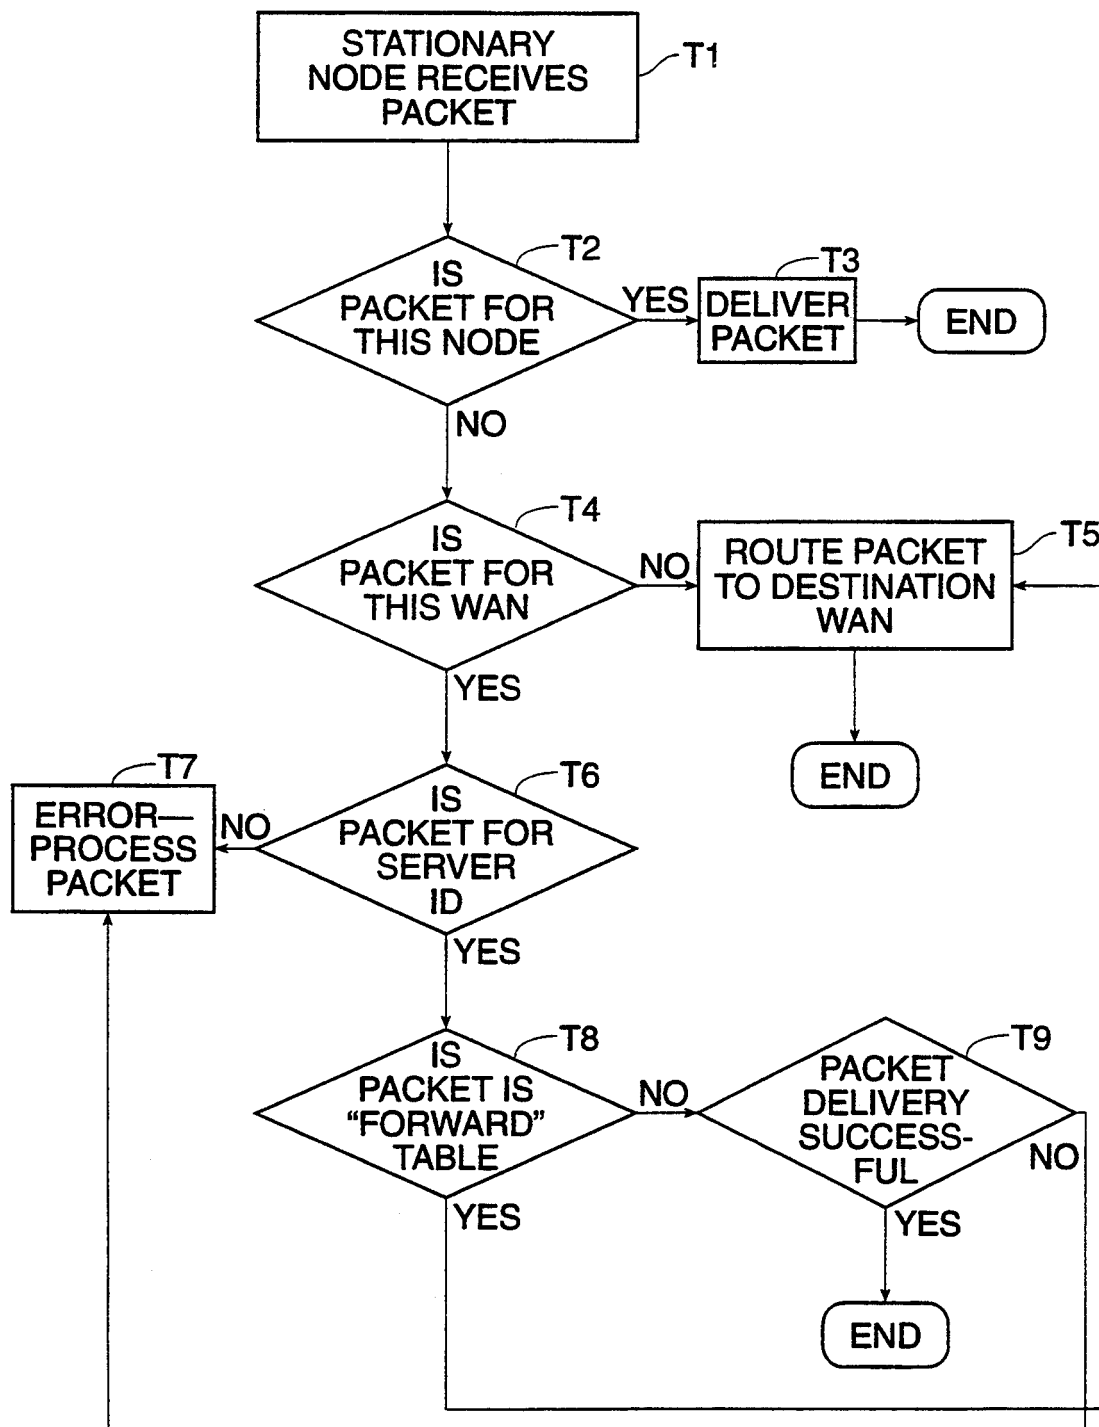 STATIONARY
NODE RECEIVES
PACKET
T1
IS
PACKET FOR
THIS NODE
T2
YES
DELIVER
PACKET
T3
END
NO
IS
PACKET FOR
THIS WAN
T4
NO
ROUTE PACKET
TO DESTINATION
WAN
T5
END
YES
IS
PACKET FOR
SERVER
ID
T6
NO
ERROR—
PROCESS
PACKET
T7
YES
IS
PACKET IS
“FORWARD”
TABLE
T8
NO
PACKET
DELIVERY
SUCCESS-
FUL
T9
NO
YES
END
YES